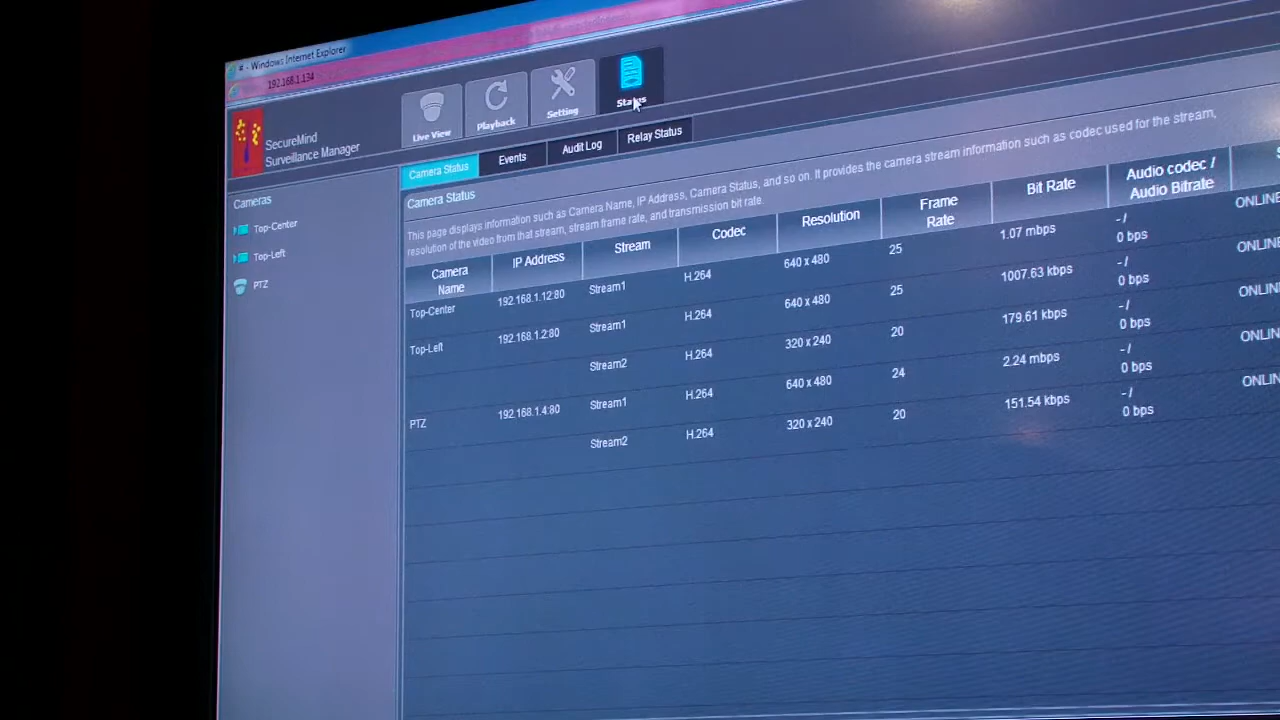 # - Windows Internet Explorer
192.168.1.134
SecureMind
Surveillance Manager
Live View
Playback
Setting
Status
Camera Status
Events
Audit Log
Relay Status
Cameras
Top-Center
Top-Left
PTZ
Camera Status
This page displays information such as Camera Name, IP Address, Camera Status, and so on. It provides the camera stream information such as codec used for the stream,
resolution of the video from that stream, stream frame rate, and transmission bit rate.
Camera Name IP Address Stream Codec Resolution Frame Rate Bit Rate Audio codec / Audio Bitrate
Top-Center 192.168.1.12:80 Stream1 H.264 640 x 480 25 1.07 mbps - / 0 bps ONLINE
Top-Left 192.168.1.2:80 Stream1 H.264 640 x 480 25 1007.63 kbps - / 0 bps ONLINE
Stream2 H.264 320 x 240 20 179.61 kbps - / 0 bps ONLINE
PTZ 192.168.1.4:80 Stream1 H.264 640 x 480 24 2.24 mbps - / 0 bps ONLINE
Stream2 H.264 320 x 240 20 151.54 kbps - / 0 bps ONLINE